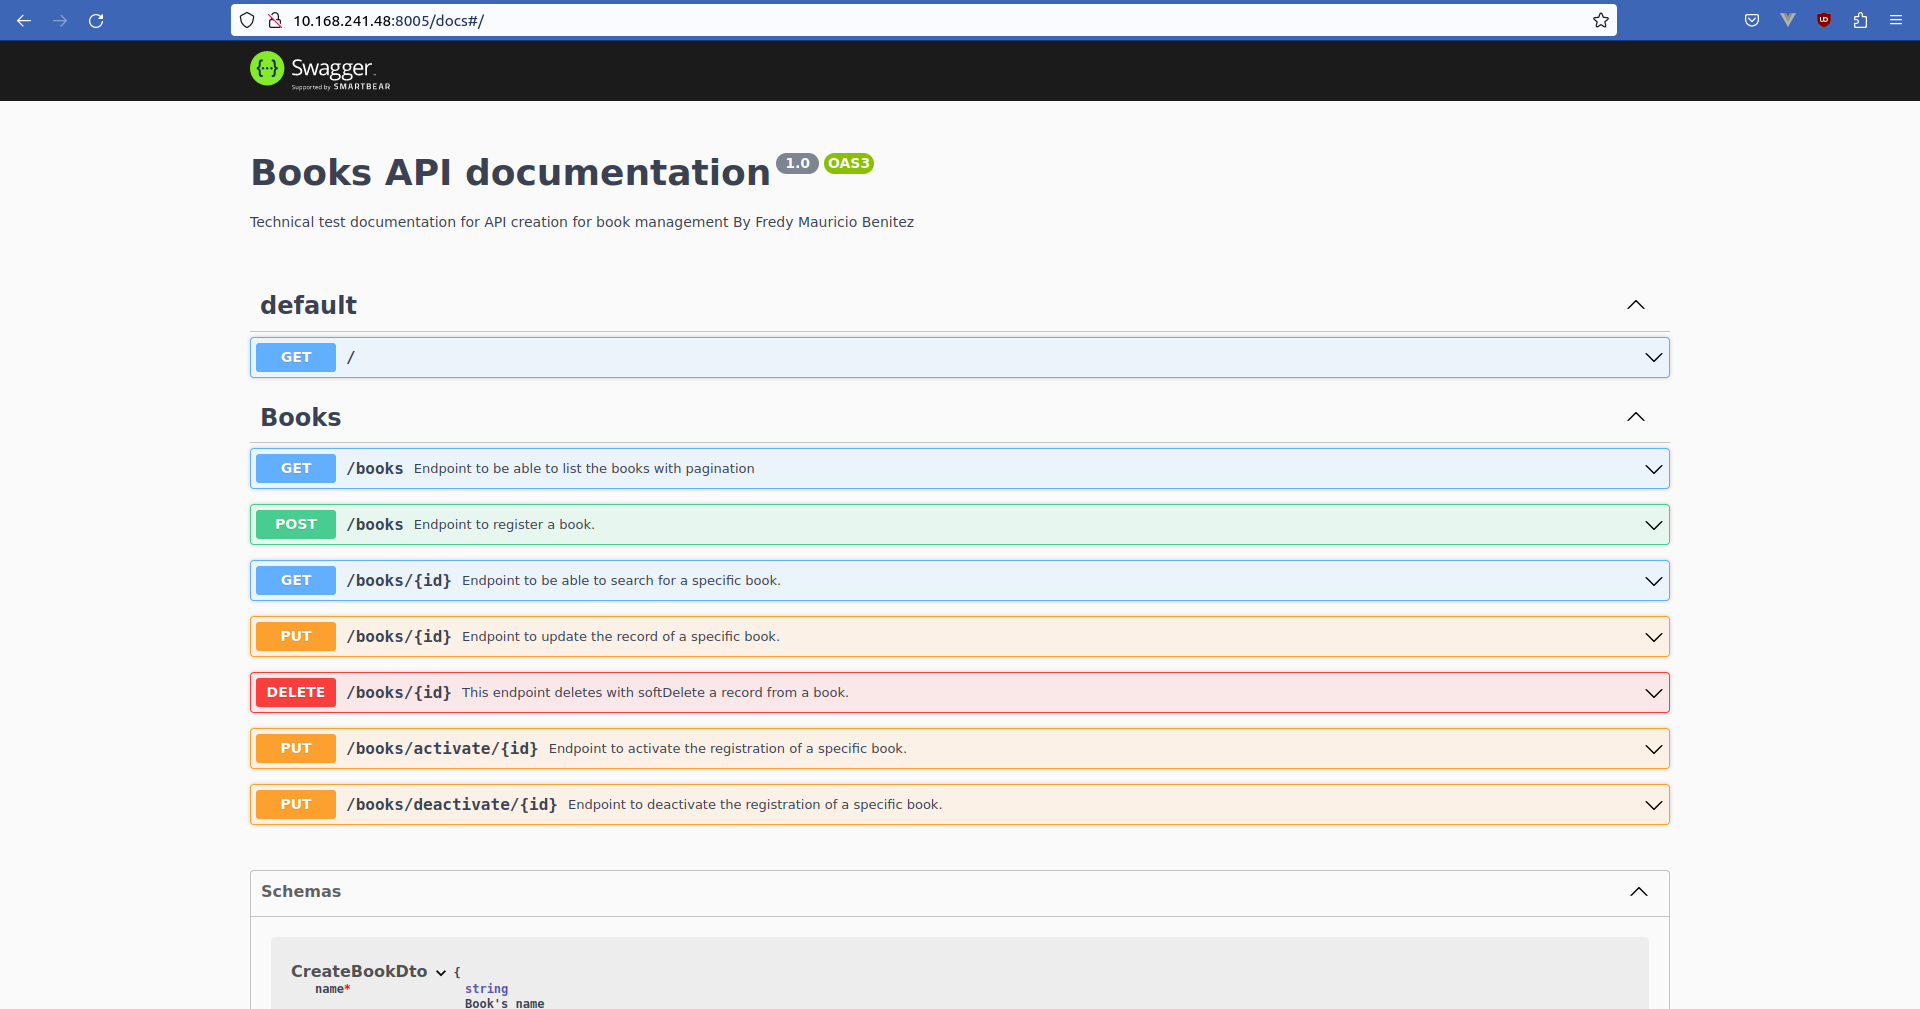 10.168.241.48:8005/docs#/
Swagger
Supported by SMARTBEAR
Books API documentation 1.0 OAS3
Technical test documentation for API creation for book management By Fredy Mauricio Benitez
default
GET /
Books
GET /books Endpoint to be able to list the books with pagination
POST /books Endpoint to register a book.
GET /books/{id} Endpoint to be able to search for a specific book.
PUT /books/{id} Endpoint to update the record of a specific book.
DELETE /books/{id} This endpoint deletes with softDelete a record from a book.
PUT /books/activate/{id} Endpoint to activate the registration of a specific book.
PUT /books/deactivate/{id} Endpoint to deactivate the registration of a specific book.
Schemas
CreateBookDto {
name* string
Book's name